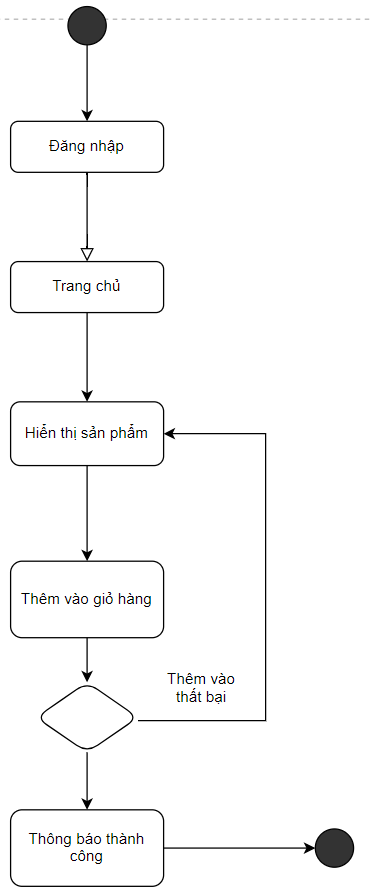 Đăng nhập
Trang chủ
Hiển thị sản phẩm
Thêm vào giỏ hàng
Thêm vào
thất bại
Thông báo thành
công